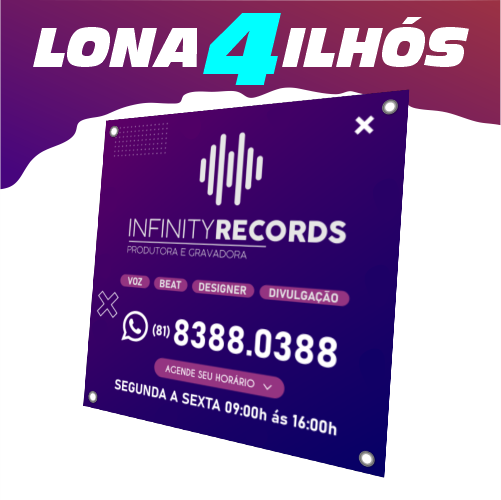 LONA 4 ILHÓS
INFINITYRECORDS
PRODUTORA E GRAVADORA
VOZ BEAT DESIGNER DIVULGAÇÃO
(81) 8388.0388
AGENDE SEU HORÁRIO
SEGUNDA A SEXTA 09:00h ás 16:00h